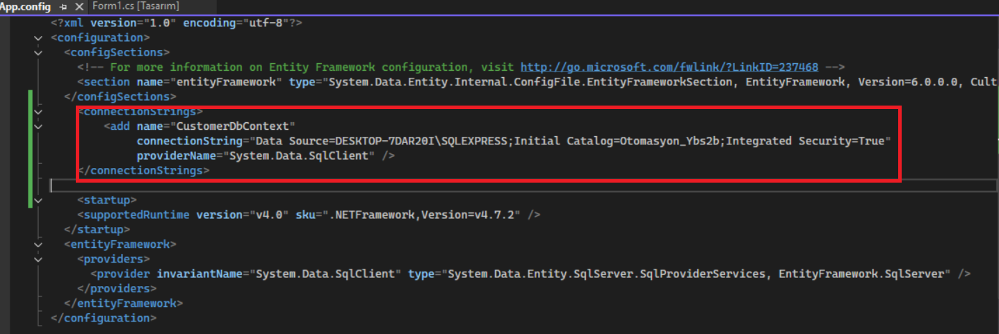 App.config Form1.cs [Tasarım]
<?xml version="1.0" encoding="utf-8"?>
<configuration>
<configSections>
<!-- For more information on Entity Framework configuration, visit http://go.microsoft.com/fwlink/?LinkID=237468 -->
<section name="entityFramework" type="System.Data.Entity.Internal.ConfigFile.EntityFrameworkSection, EntityFramework, Version=6.0.0.0, Cult
</configSections>
<connectionStrings>
<add name="CustomerDbContext"
connectionString="Data Source=DESKTOP-7DAR20I\SQLEXPRESS;Initial Catalog=Otomasyon_Ybs2b;Integrated Security=True"
providerName="System.Data.SqlClient" />
</connectionStrings>
<startup>
<supportedRuntime version="v4.0" sku=".NETFramework,Version=v4.7.2" />
</startup>
<entityFramework>
<providers>
<provider invariantName="System.Data.SqlClient" type="System.Data.Entity.SqlServer.SqlProviderServices, EntityFramework.SqlServer" />
</providers>
</entityFramework>
</configuration>